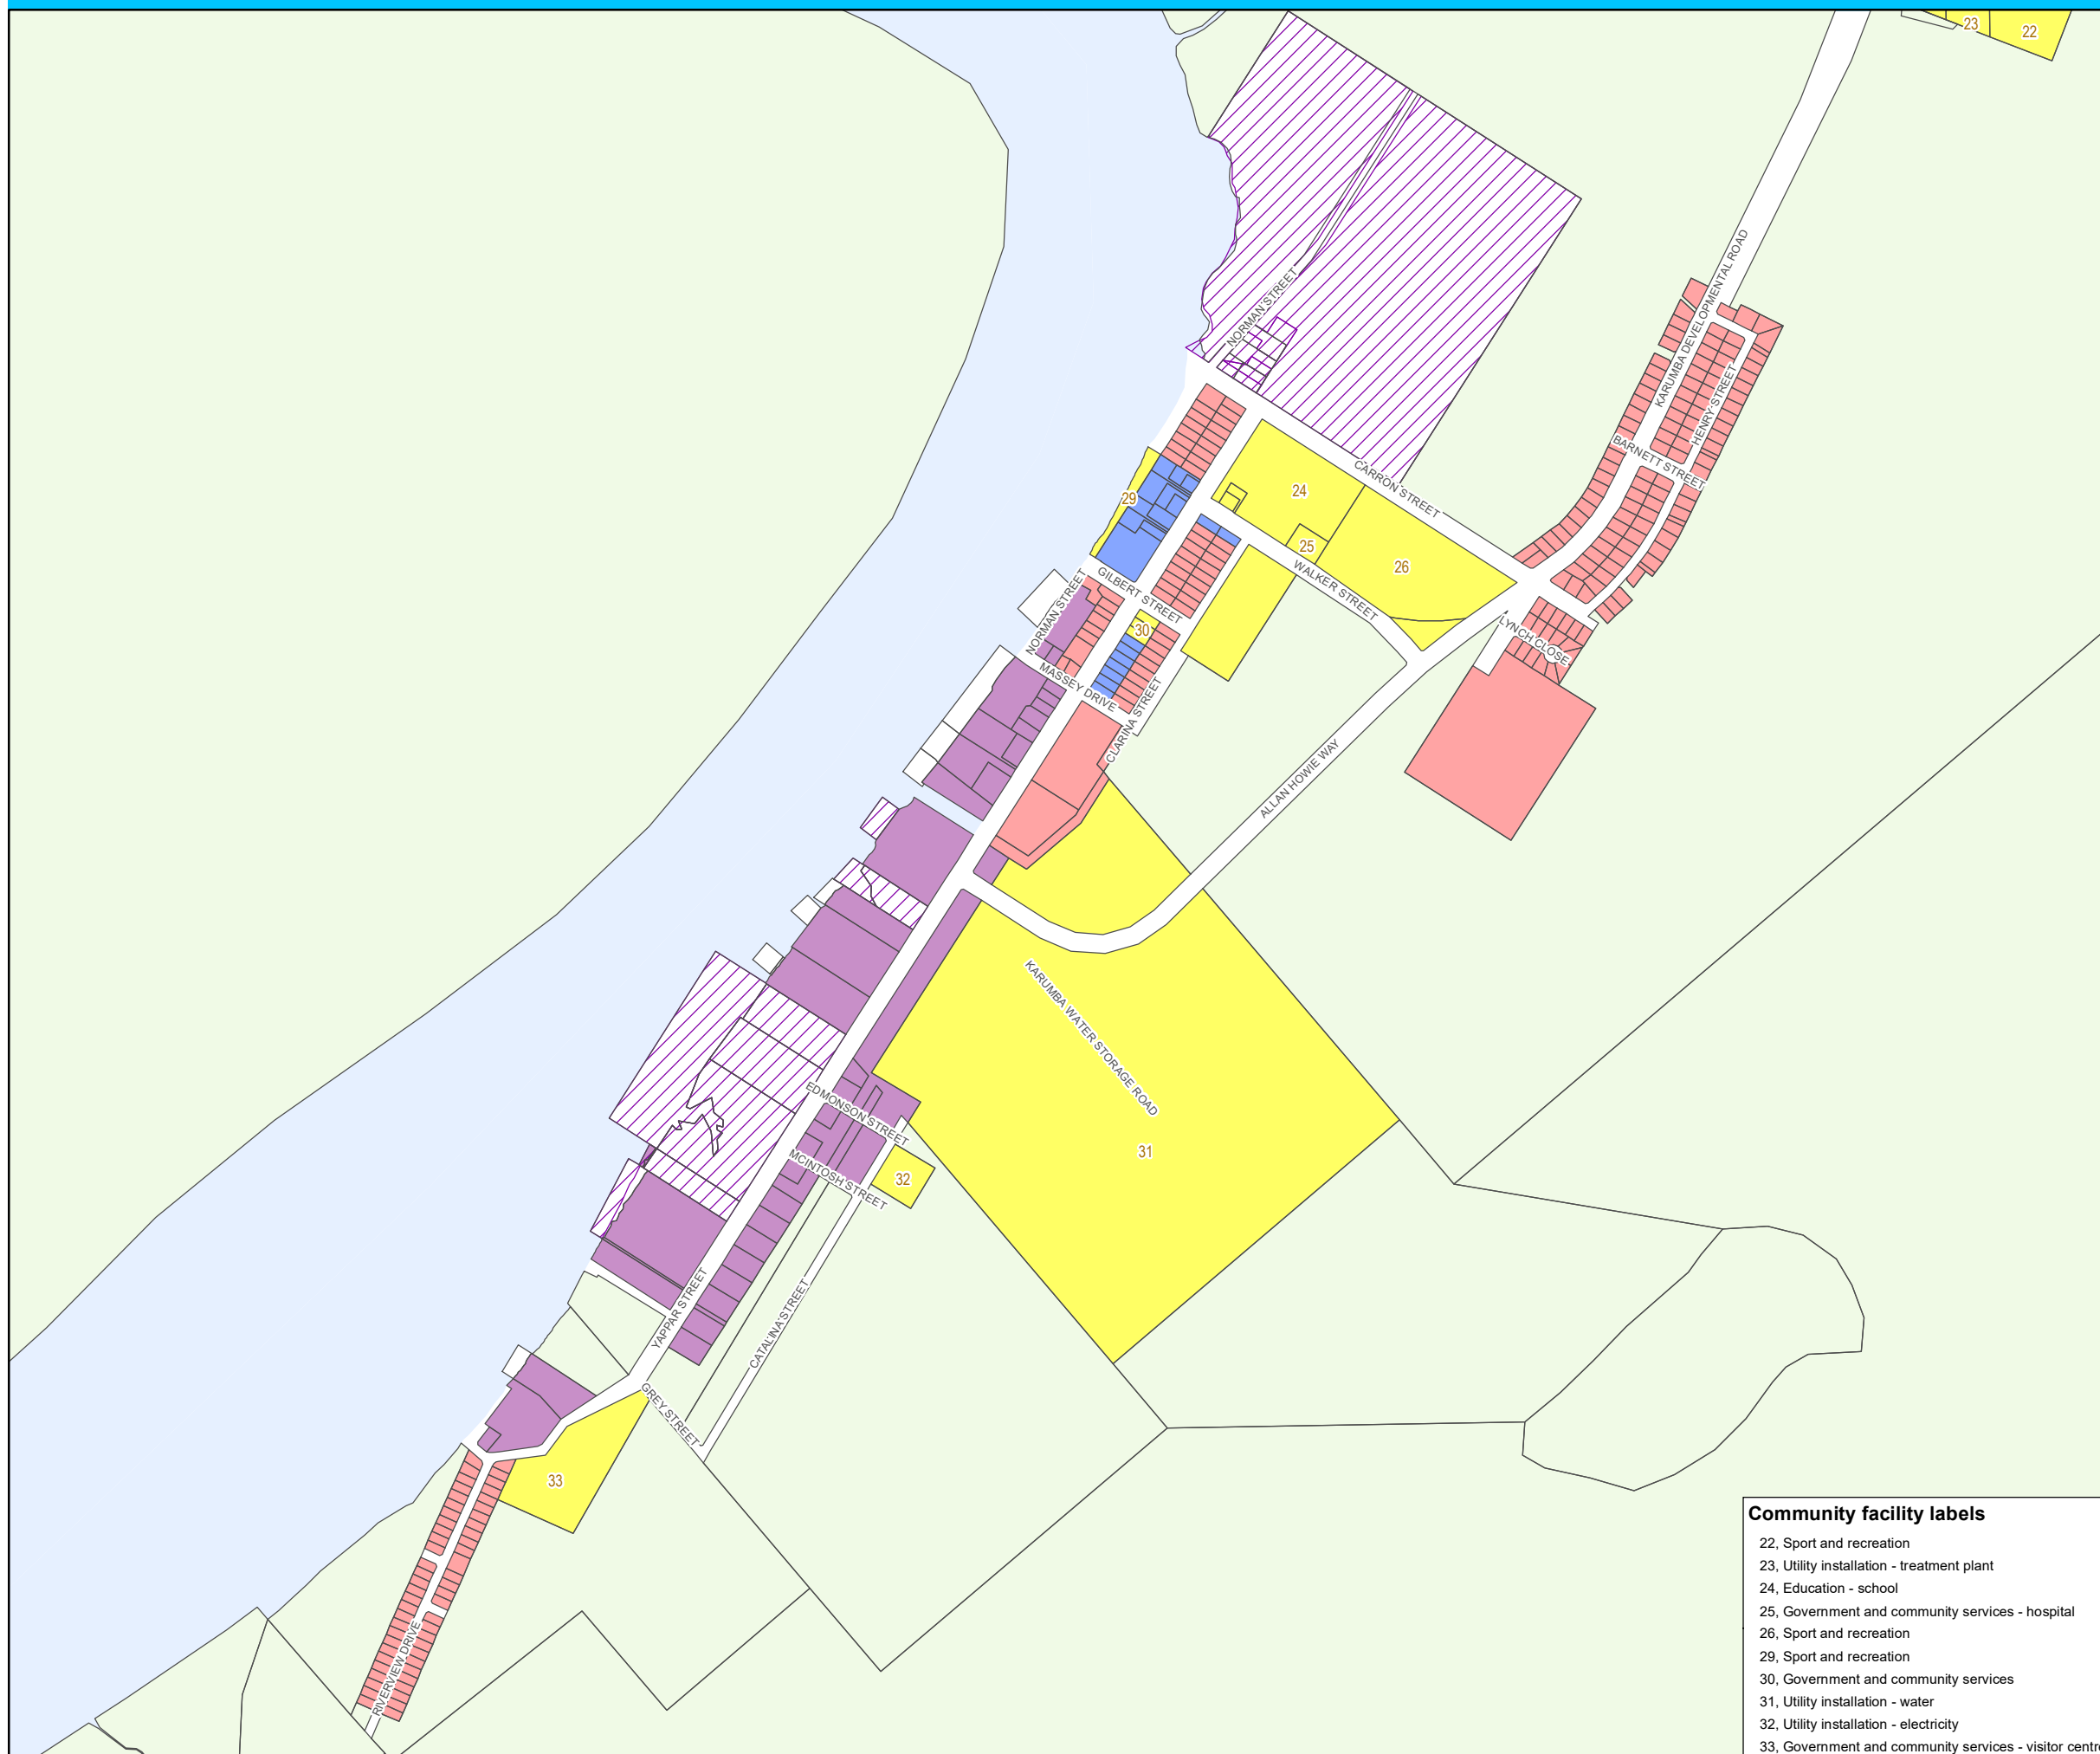 23
22
KARUMBA DEVELOPMENTAL ROAD
NORMAN STREET
HENRY STREET
BARNETT STREET
CARRON STREET
24
29
25
26
WALKER STREET
GILBERT STREET
NORMAN STREET
30
LYNCH CLOSE
MASSEY DRIVE
CLARINA STREET
ALLAN HOWIE WAY
KARUMBA WATER STORAGE ROAD
EDMONSON STREET
31
MCINTOSH STREET
32
YAPPAR STREET
CATALINA STREET
GREY STREET
33
RIVERVIEW DRIVE
Community facility labels
22, Sport and recreation
23, Utility installation - treatment plant
24, Education - school
25, Government and community services - hospital
26, Sport and recreation
29, Sport and recreation
30, Government and community services
31, Utility installation - water
32, Utility installation - electricity
33, Government and community services - visitor centre